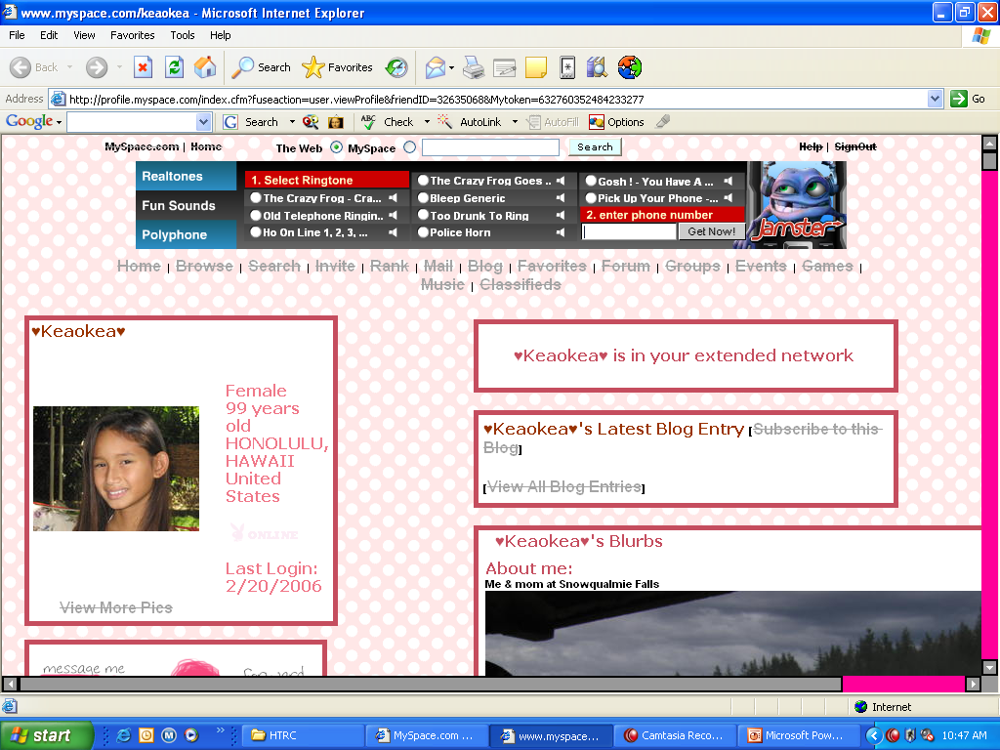 www.myspace.com/keaokea - Microsoft Internet Explorer
File Edit View Favorites Tools Help
Back Search Favorites
Address http://profile.myspace.com/index.cfm?fuseaction=user.viewProfile&friendID=32635068&Mytoken=632760352484233277 Go
Google Search Check AutoLink AutoFill Options
MySpace.com | Home The Web MySpace Search Help | SignOut
Realtones
Fun Sounds
Polyphone
1. Select Ringtone
The Crazy Frog - Cra...
Old Telephone Ringin..
Ho On Line 1, 2, 3, ...
The Crazy Frog Goes ..
Bleep Generic
Too Drunk To Ring
Police Horn
Gosh ! - You Have A ...
Pick Up Your Phone -...
2. enter phone number
Get Now!
Jamster
Home | Browse | Search | Invite | Rank | Mail | Blog | Favorites | Forum | Groups | Events | Games |
Music | Classifieds
♥Keaokea♥
Female
99 years
old
HONOLULU,
HAWAII
United
States
ONLINE
Last Login:
2/20/2006
View More Pics
message me
♥Keaokea♥ is in your extended network
♥Keaokea♥'s Latest Blog Entry [Subscribe to this
Blog]
[View All Blog Entries]
♥Keaokea♥'s Blurbs
About me:
Me & mom at Snowqualmie Falls
Internet
start HTRC MySpace.com ... www.myspace... Camtasia Reco... Microsoft Pow... 10:47 AM